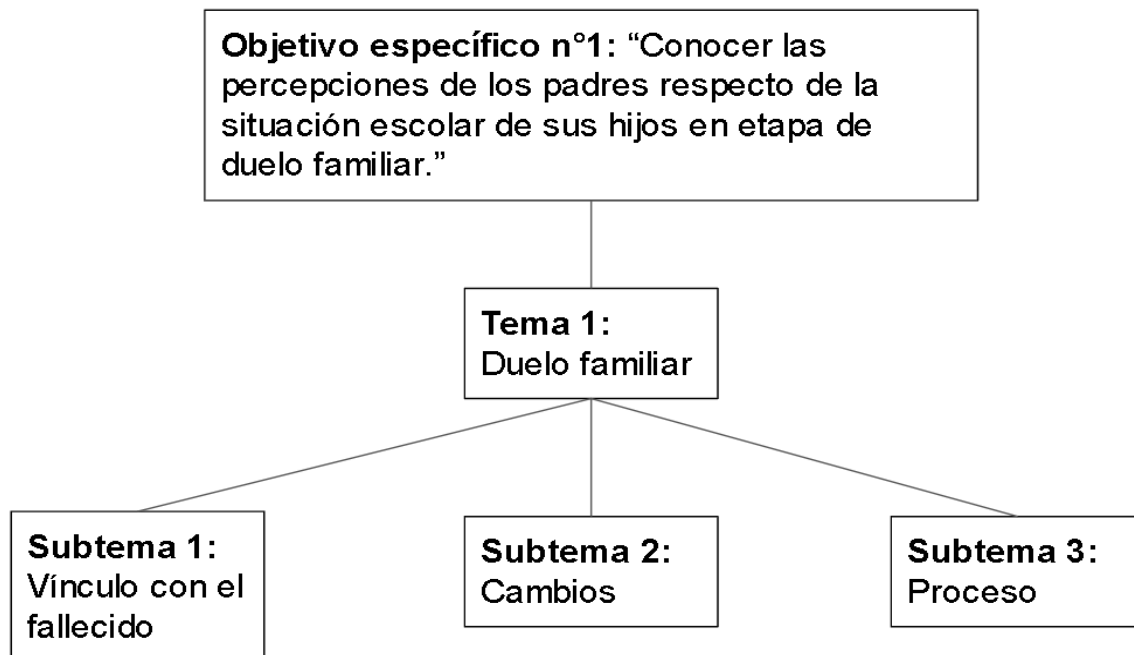 Objetivo específico n°1: “Conocer las
percepciones de los padres respecto de la
situación escolar de sus hijos en etapa de
duelo familiar.”
Tema 1:
Duelo familiar
Subtema 1:
Vínculo con el
fallecido
Subtema 2:
Cambios
Subtema 3:
Proceso